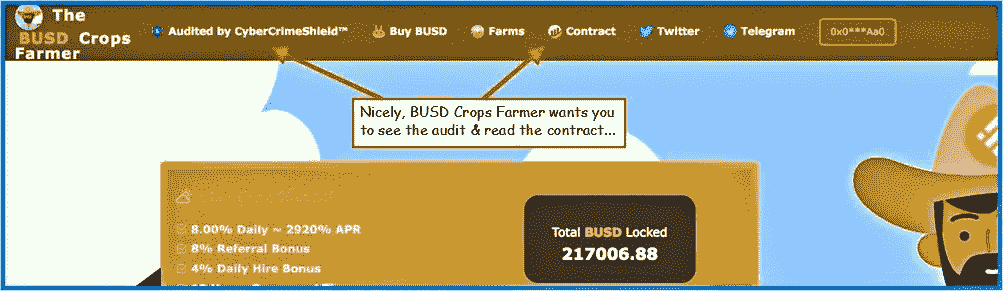 The
BUSD Crops
Farmer
Audited by CyberCrimeShield™
Buy BUSD
Farms
Contract
Twitter
Telegram
0x0***Aa0
Nicely, BUSD Crops Farmer wants you
to see the audit & read the contract...
8.00% Daily ~ 2920% APR
8% Referral Bonus
4% Daily Hire Bonus
Total BUSD Locked
217006.88